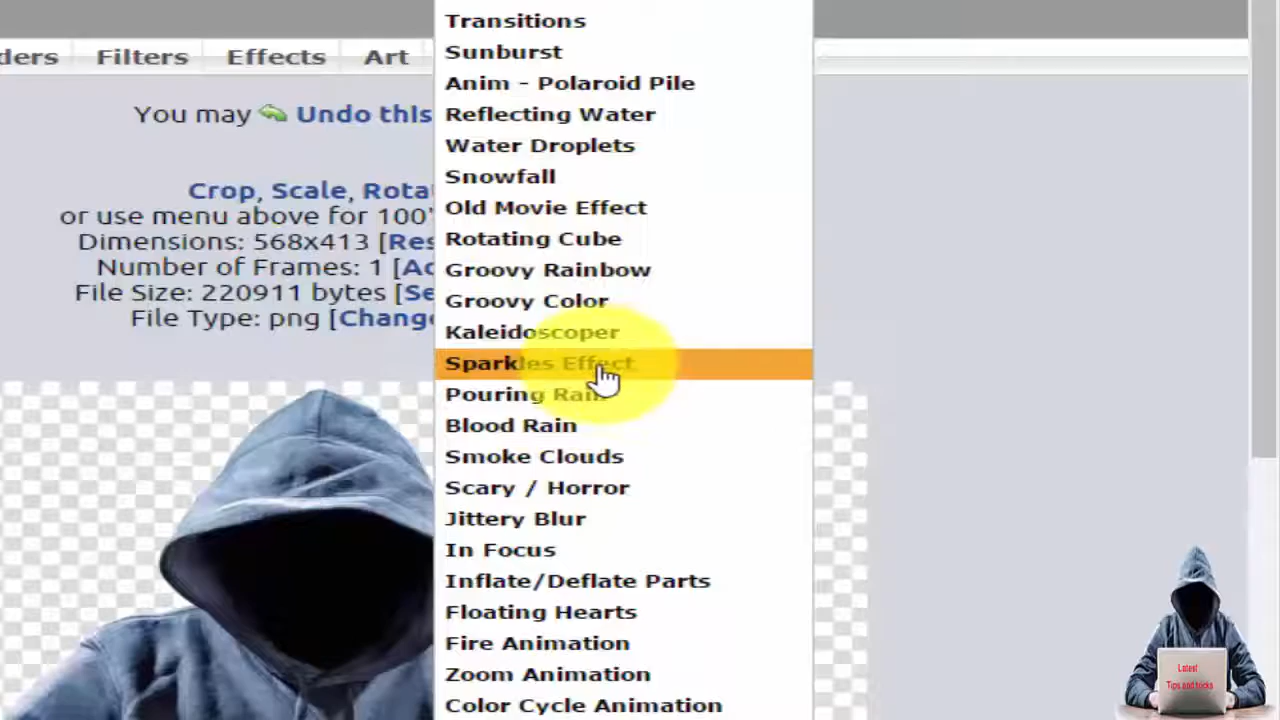 Transitions
Sunburst
ders Filters Effects Art
Anim - Polaroid Pile
You may Undo this
Reflecting Water
Water Droplets
Snowfall
Crop, Scale, Rota
Old Movie Effect
or use menu above for 100
Dimensions: 568x413 [Res
Rotating Cube
Number of Frames: 1 [Ad
Groovy Rainbow
File Size: 220911 bytes [Se
Groovy Color
File Type: png [Change
Kaleidoscoper
Sparkles Effect
Pouring Rain
Blood Rain
Smoke Clouds
Scary / Horror
Jittery Blur
In Focus
Inflate/Deflate Parts
Floating Hearts
Fire Animation
Zoom Animation
Color Cycle Animation
Latest
Tips and tricks